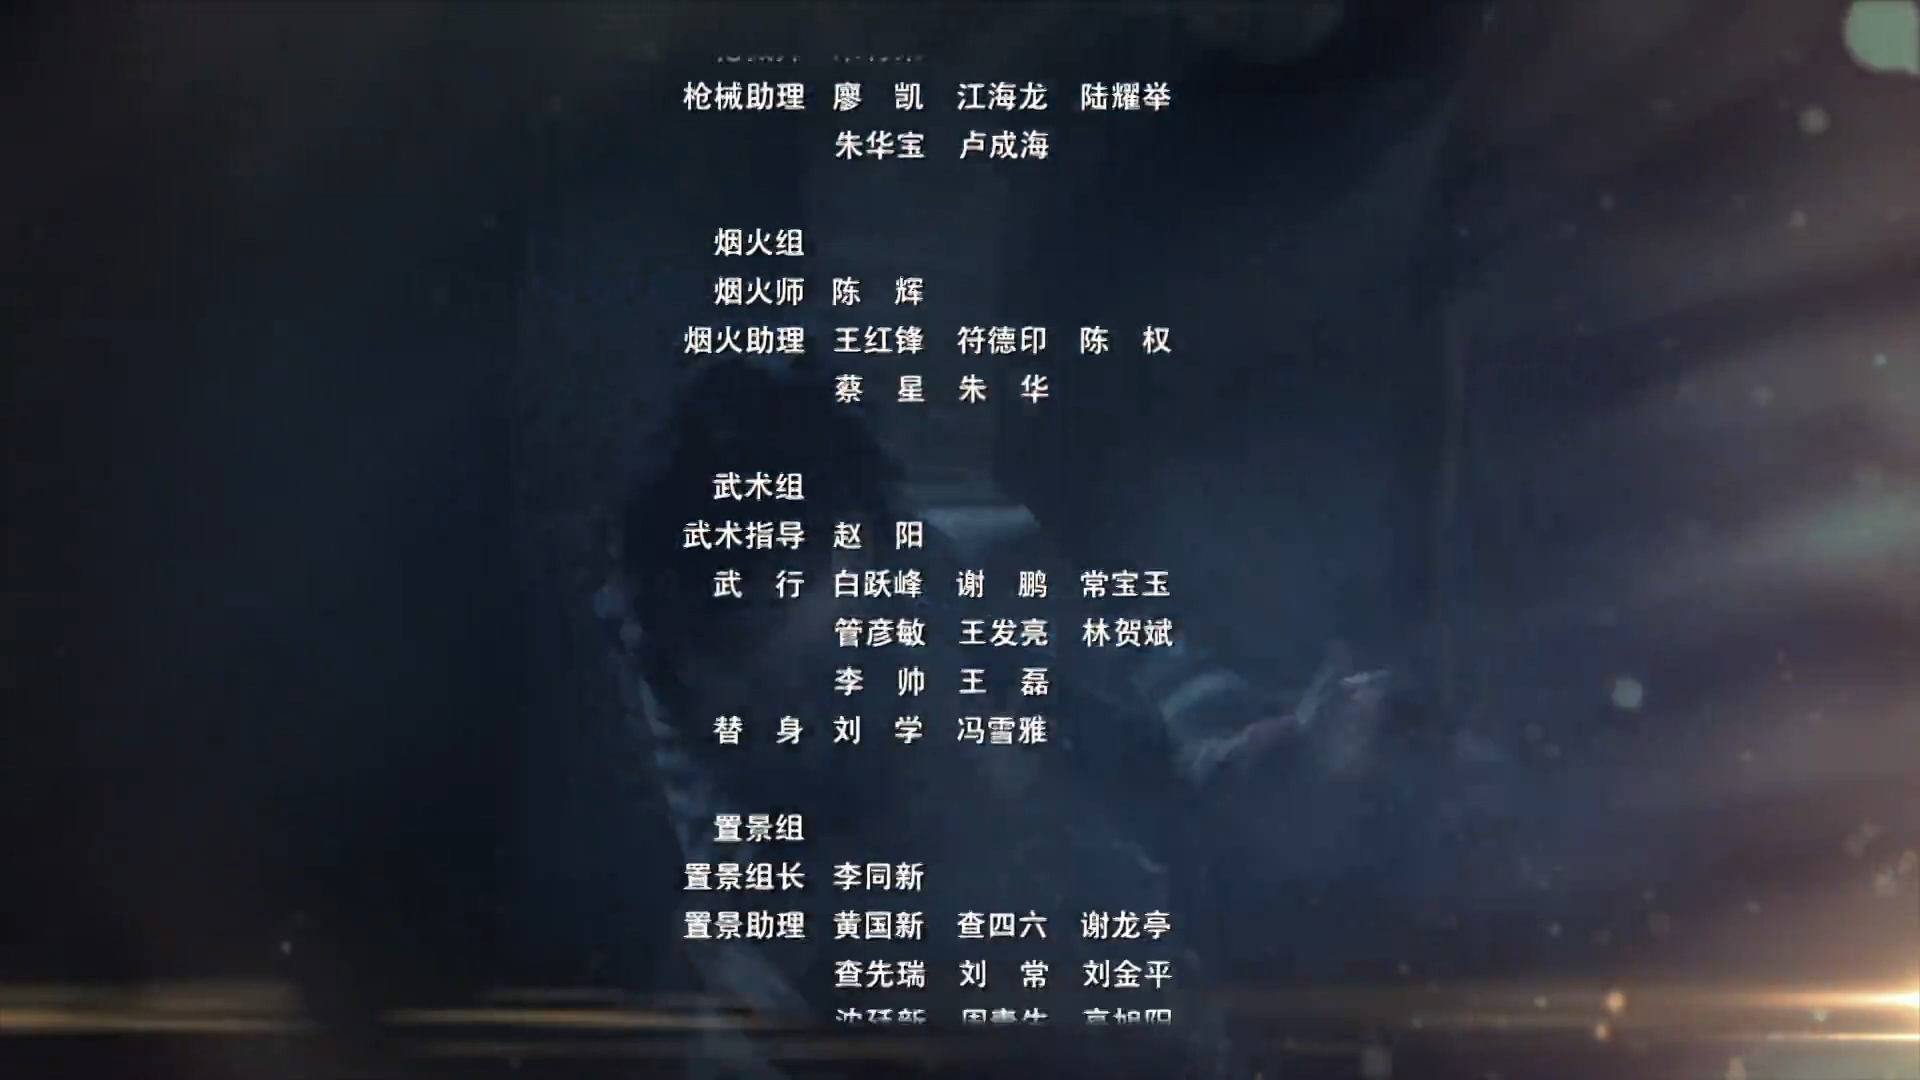 枪械助理 廖 凯 江海龙 陆耀举
朱华宝 卢成海
烟火组
烟火师 陈 辉
烟火助理 王红锋 符德印 陈 权
蔡 星 朱 华
武术组
武术指导 赵 阳
武 行 白跃峰 谢 鹏 常宝玉
管彦敏 王发亮 林贺斌
李 帅 王 磊
替 身 刘 学 冯雪雅
置景组
置景组长 李同新
置景助理 黄国新 查四六 谢龙亭
查先瑞 刘 常 刘金平